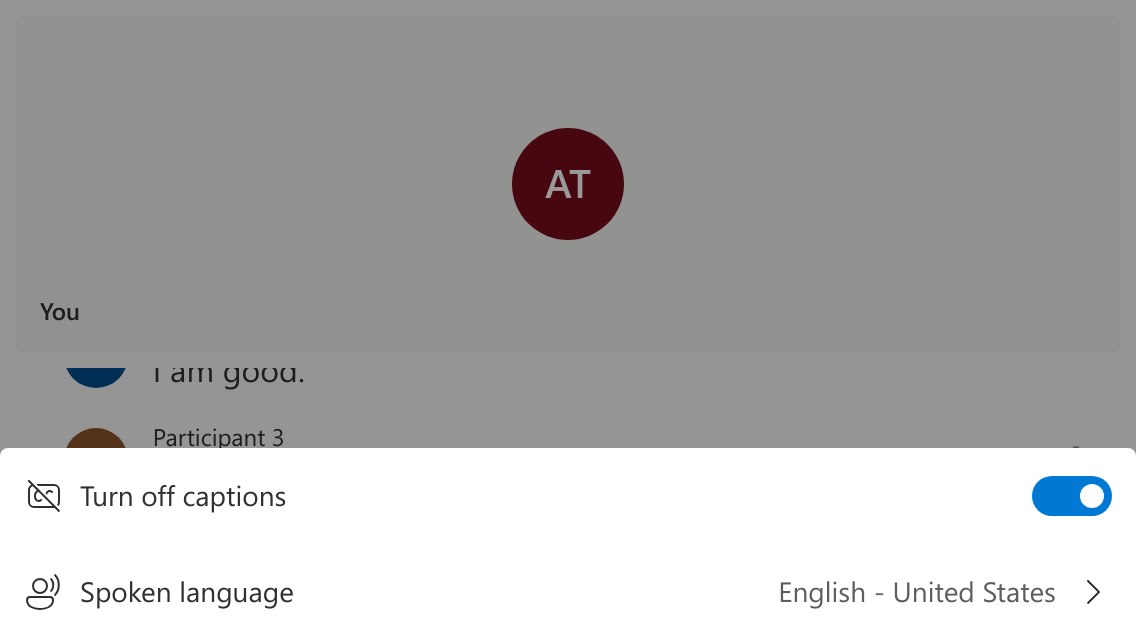 AT
You
I am good.
Participant 3
Turn off captions
Spoken language English - United States